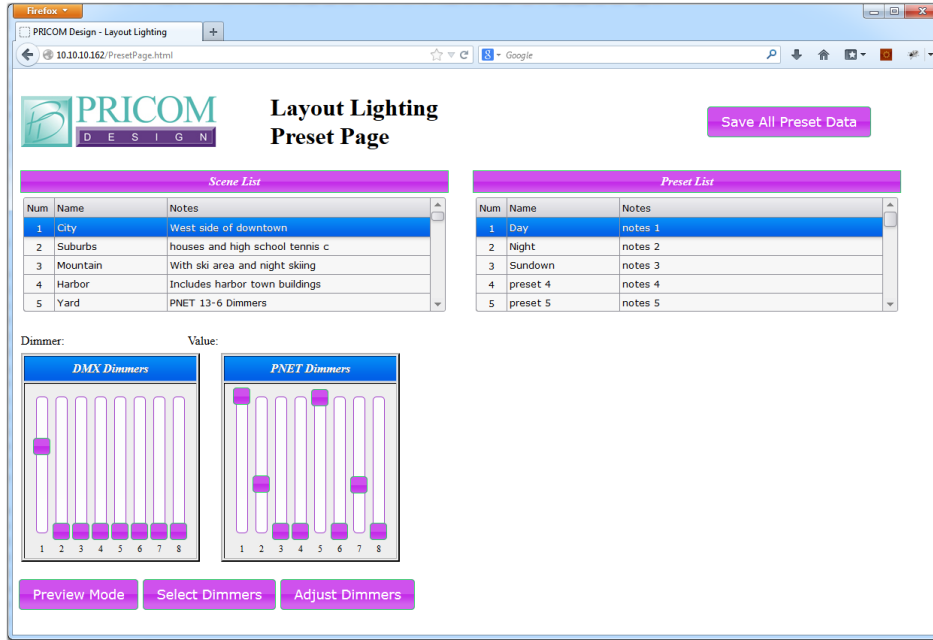 Firefox
PRICOM Design - Layout Lighting
10.10.10.162/PresetPage.html
Google
PRICOM
DESIGN
Layout Lighting
Preset Page
Save All Preset Data
Scene List
Num Name Notes
1 City West side of downtown
2 Suburbs houses and high school tennis c
3 Mountain With ski area and night skiing
4 Harbor Includes harbor town buildings
5 Yard PNET 13-6 Dimmers
Preset List
Num Name Notes
1 Day notes 1
2 Night notes 2
3 Sundown notes 3
4 preset 4 notes 4
5 preset 5 notes 5
Dimmer: Value:
DMX Dimmers
1 2 3 4 5 6 7 8
PNET Dimmers
1 2 3 4 5 6 7 8
Preview Mode Select Dimmers Adjust Dimmers